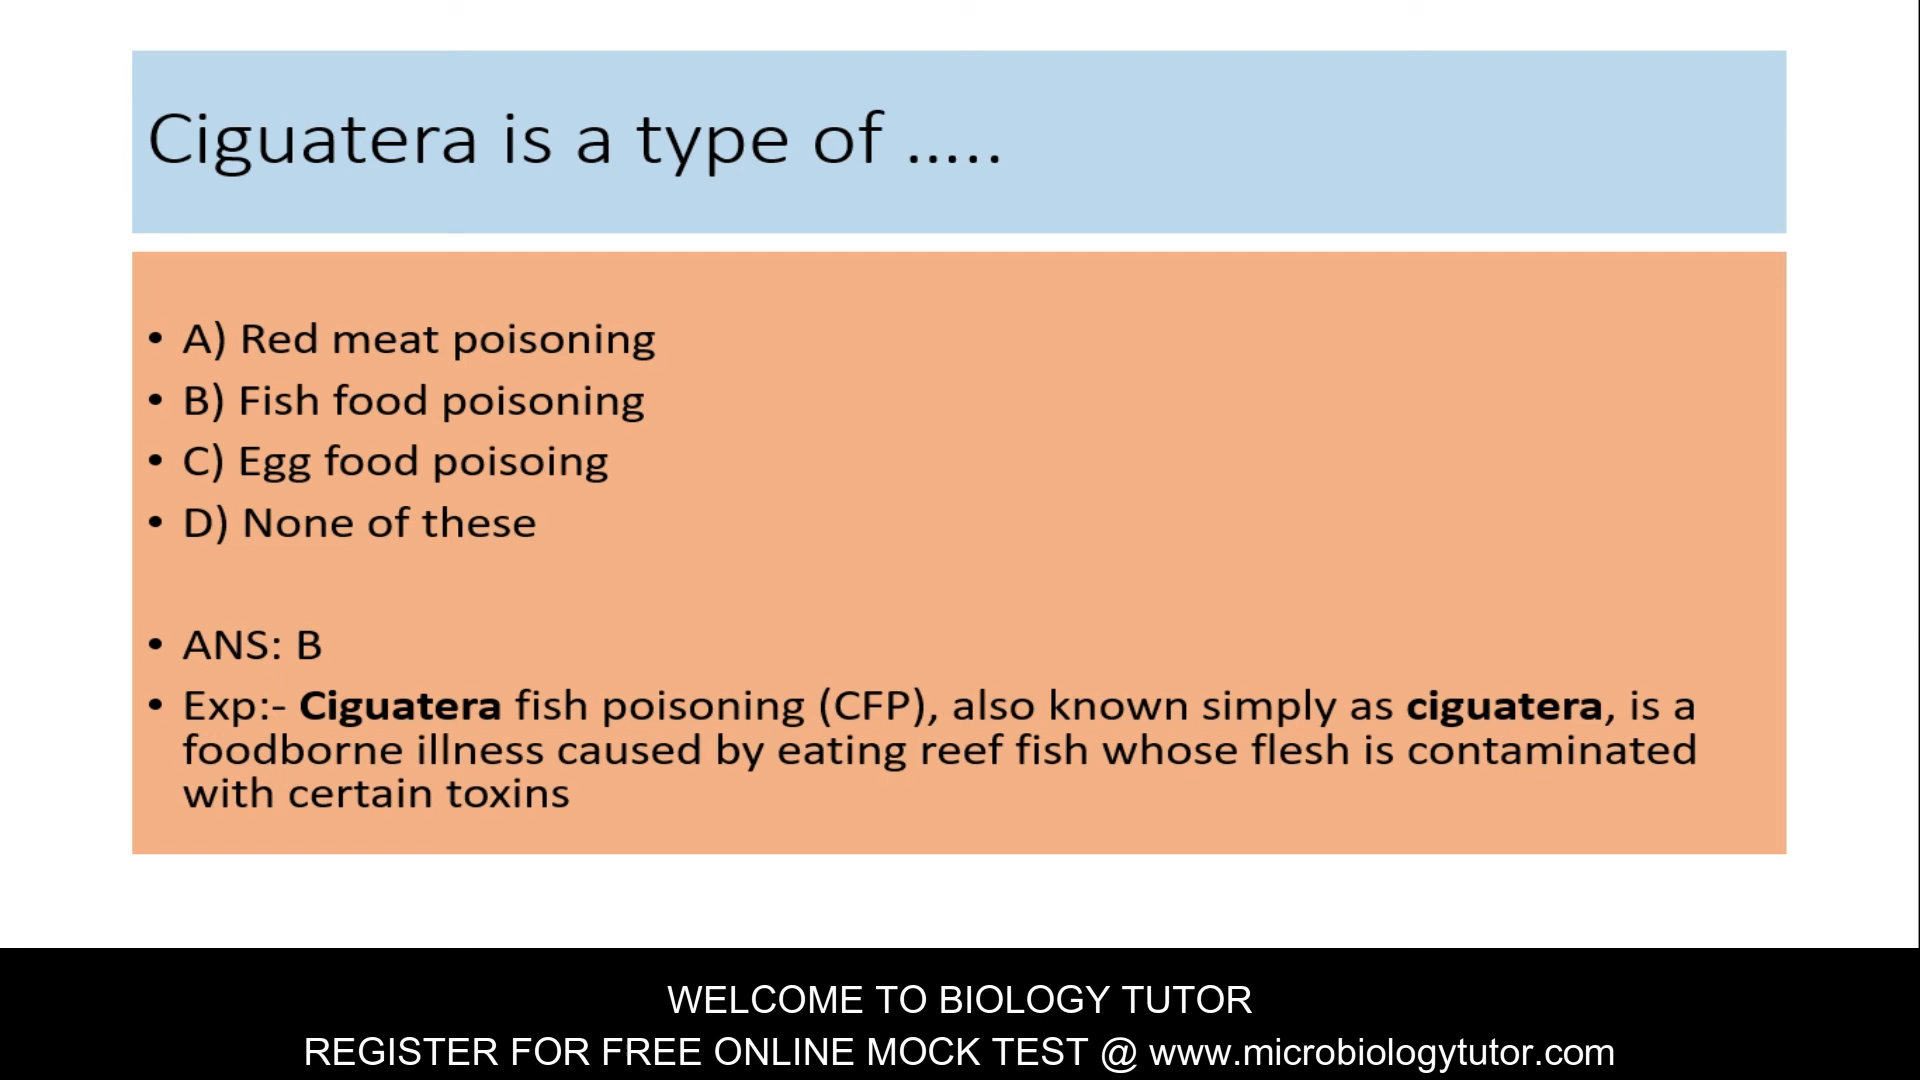 Ciguatera is a type of .....
• A) Red meat poisoning
• B) Fish food poisoning
• C) Egg food poisoing
• D) None of these
• ANS: B
• Exp:- Ciguatera fish poisoning (CFP), also known simply as ciguatera, is a
foodborne illness caused by eating reef fish whose flesh is contaminated
with certain toxins
WELCOME TO BIOLOGY TUTOR
REGISTER FOR FREE ONLINE MOCK TEST @ www.microbiologytutor.com